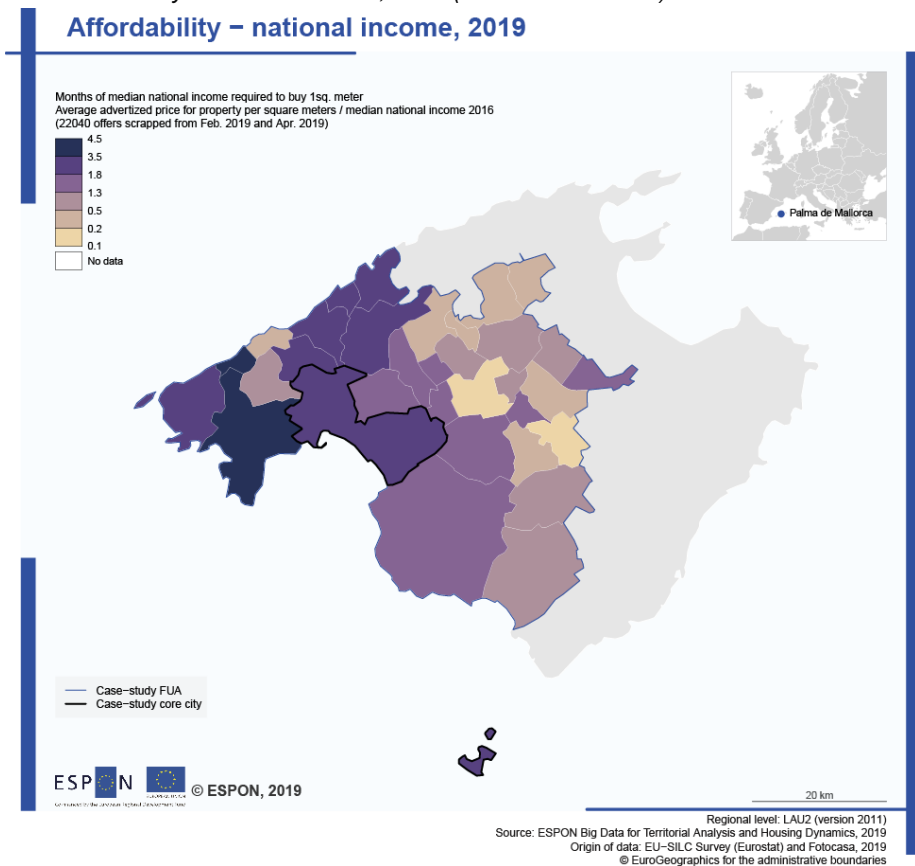 Affordability − national income, 2019
Months of median national income required to buy 1sq. meter
Average advertized price for property per square meters / median national income 2016
(22040 offers scrapped from Feb. 2019 and Apr. 2019)
4.5
3.5
1.8
1.3
0.5
0.2
0.1
No data
Palma de Mallorca
Case−study FUA
Case−study core city
ESPON
© ESPON, 2019
20 km
Regional level: LAU2 (version 2011)
Source: ESPON Big Data for Territorial Analysis and Housing Dynamics, 2019
Origin of data: EU−SILC Survey (Eurostat) and Fotocasa, 2019
© EuroGeographics for the administrative boundaries